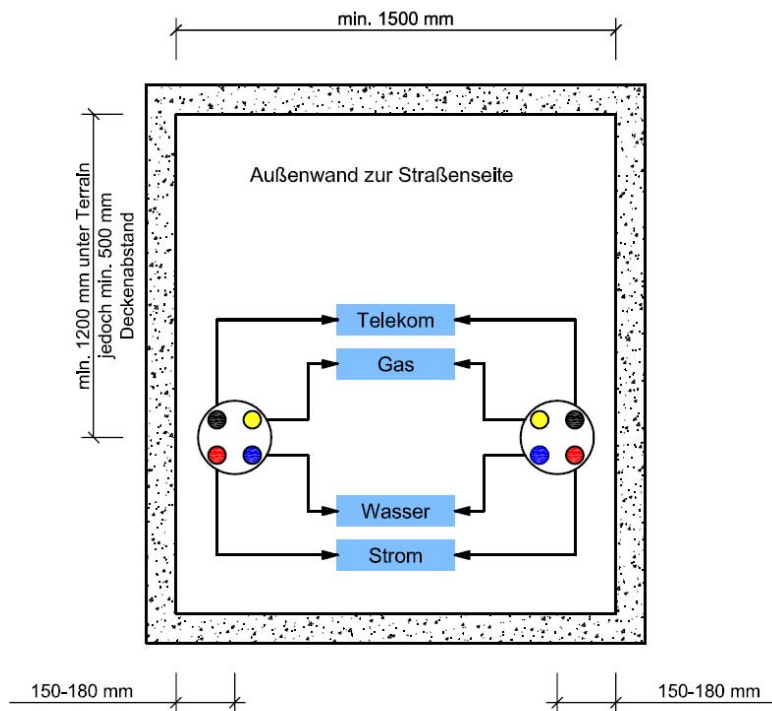 min. 1500 mm
Außenwand zur Straßenseite
min. 1200 mm unter Terrain
jedoch min. 500 mm
Deckenabstand
Telekom
Gas
Wasser
Strom
150-180 mm
150-180 mm